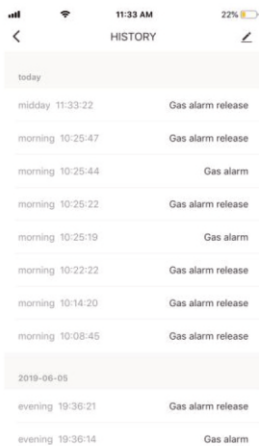 11:33 AM 22%
HISTORY
today
midday 11:33:22 Gas alarm release
morning 10:25:47 Gas alarm release
morning 10:25:44 Gas alarm
morning 10:25:22 Gas alarm release
morning 10:25:19 Gas alarm
morning 10:22:22 Gas alarm release
morning 10:14:20 Gas alarm release
morning 10:08:45 Gas alarm release
2019-06-05
evening 19:36:21 Gas alarm release
evening 19:36:14 Gas alarm